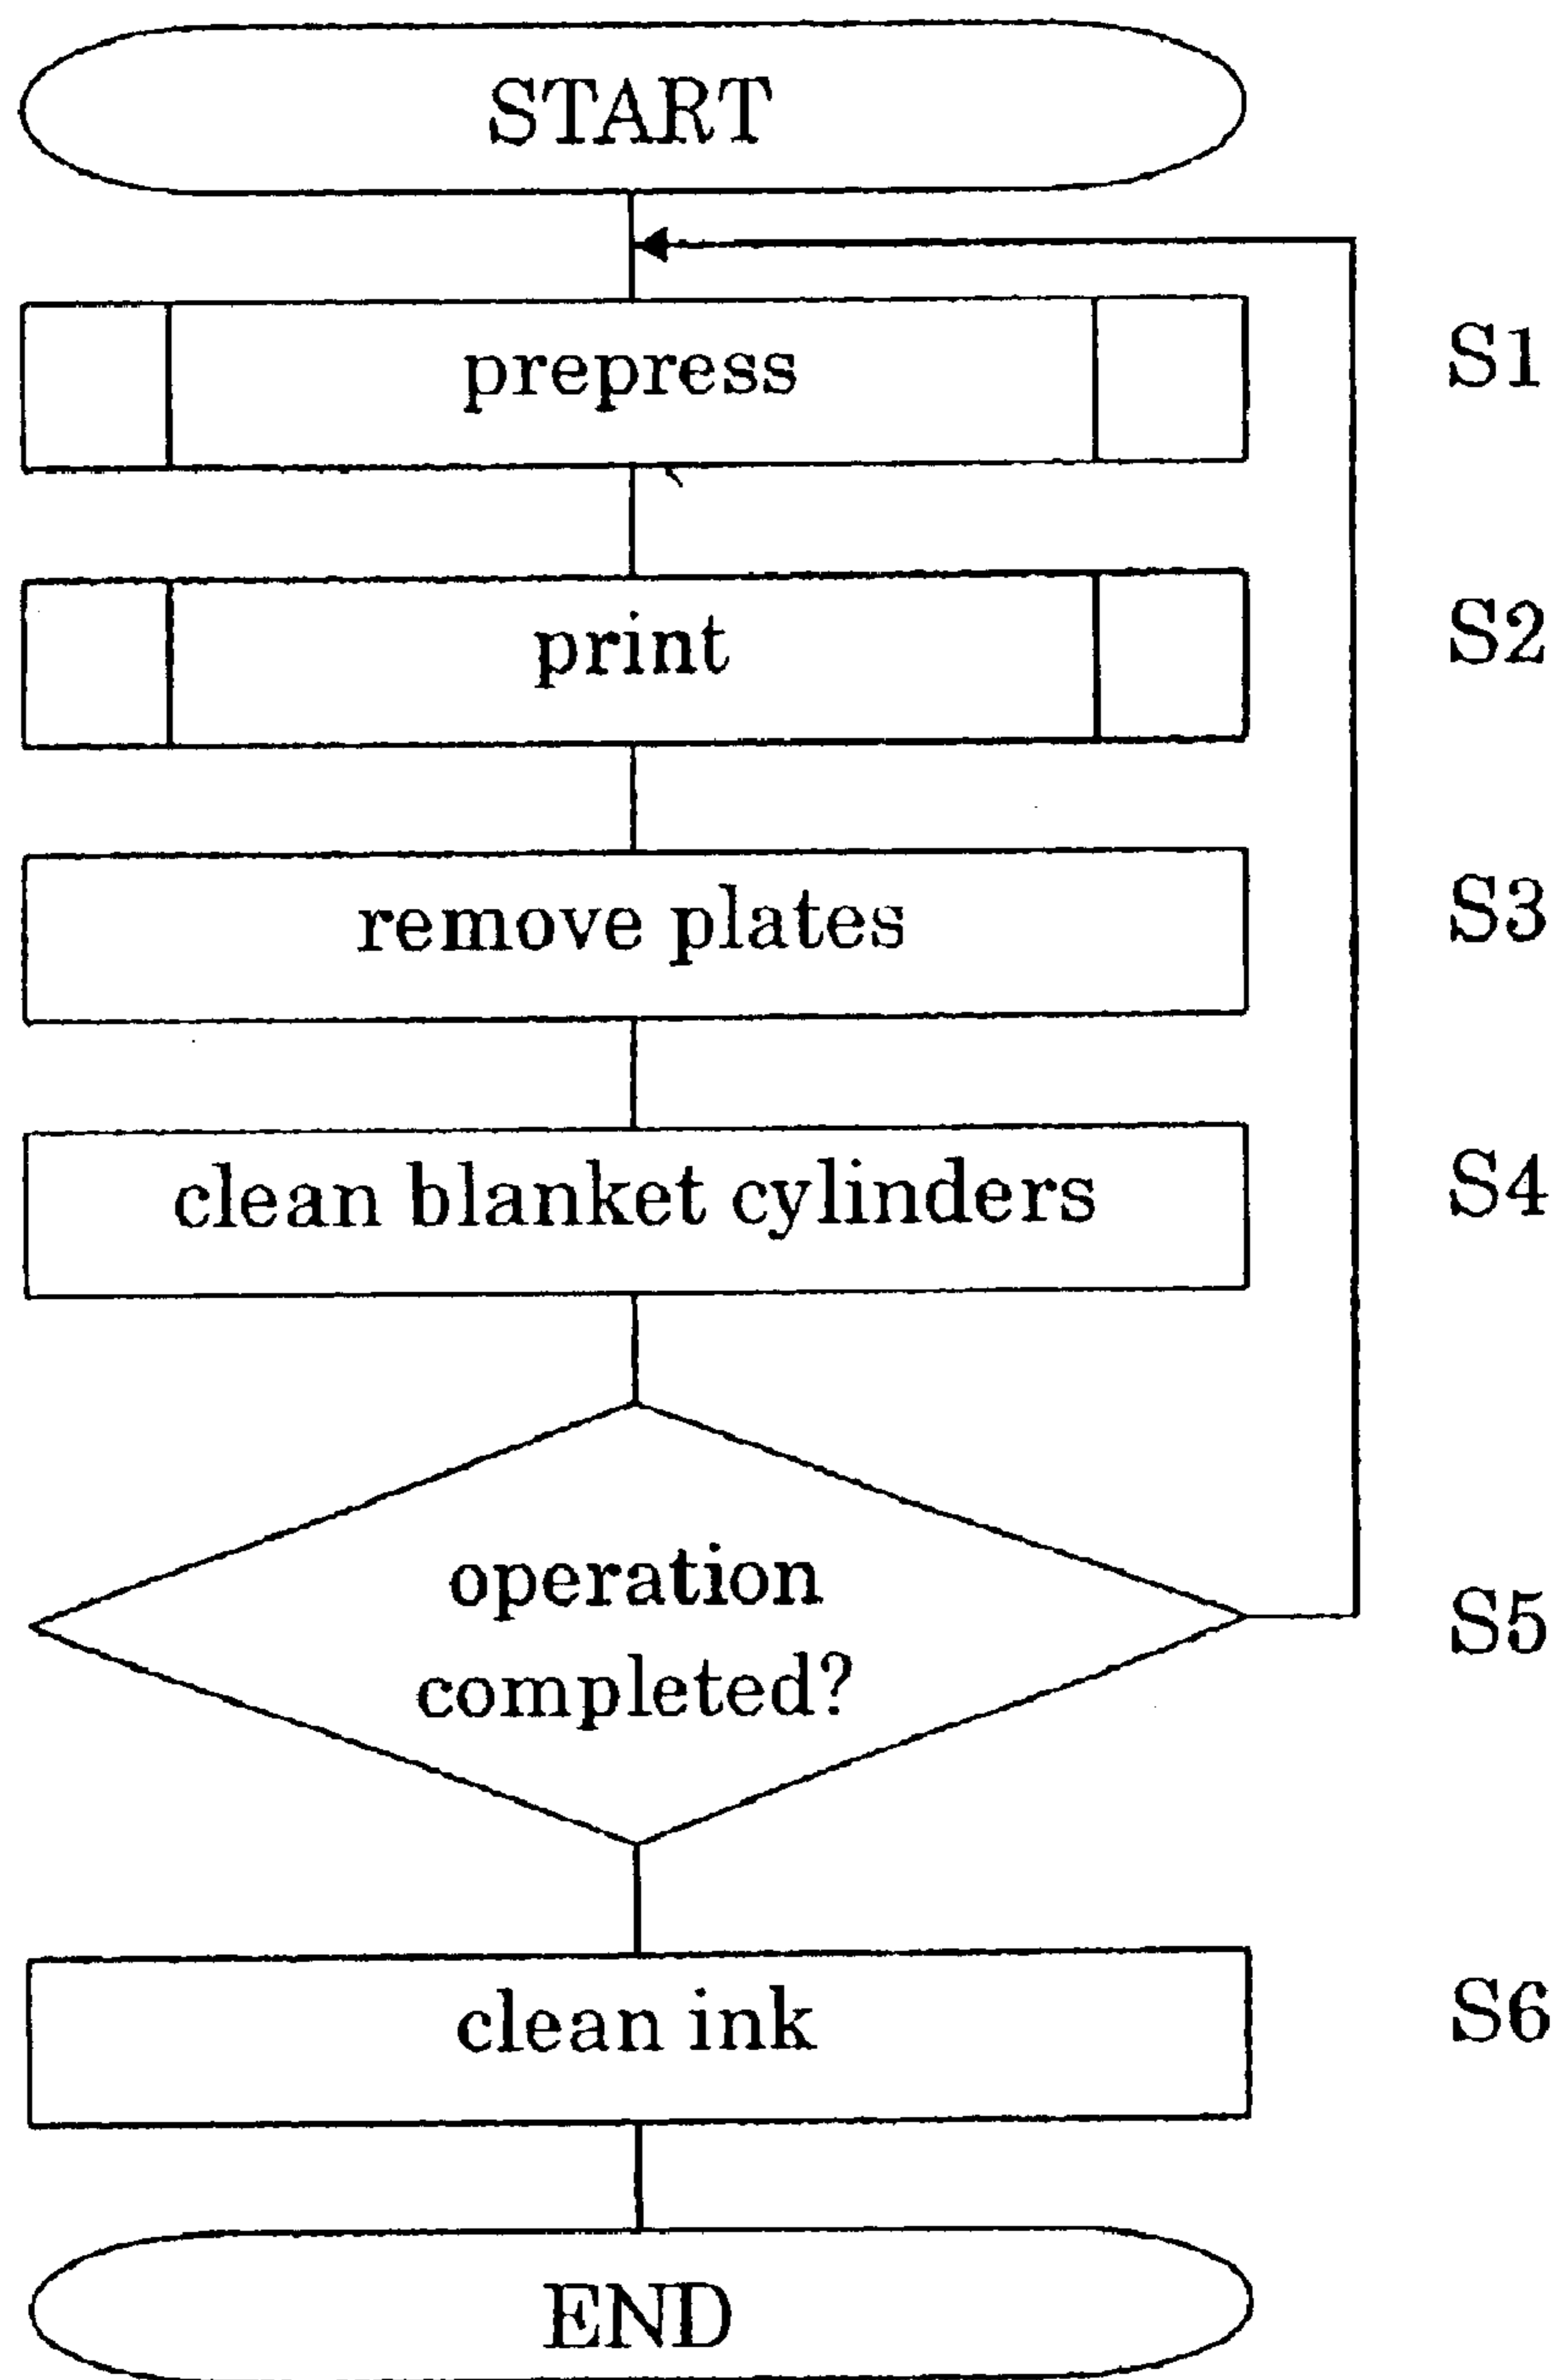 START
prepress S1
print S2
remove plates S3
clean blanket cylinders S4
operation
completed? S5
clean ink S6
END